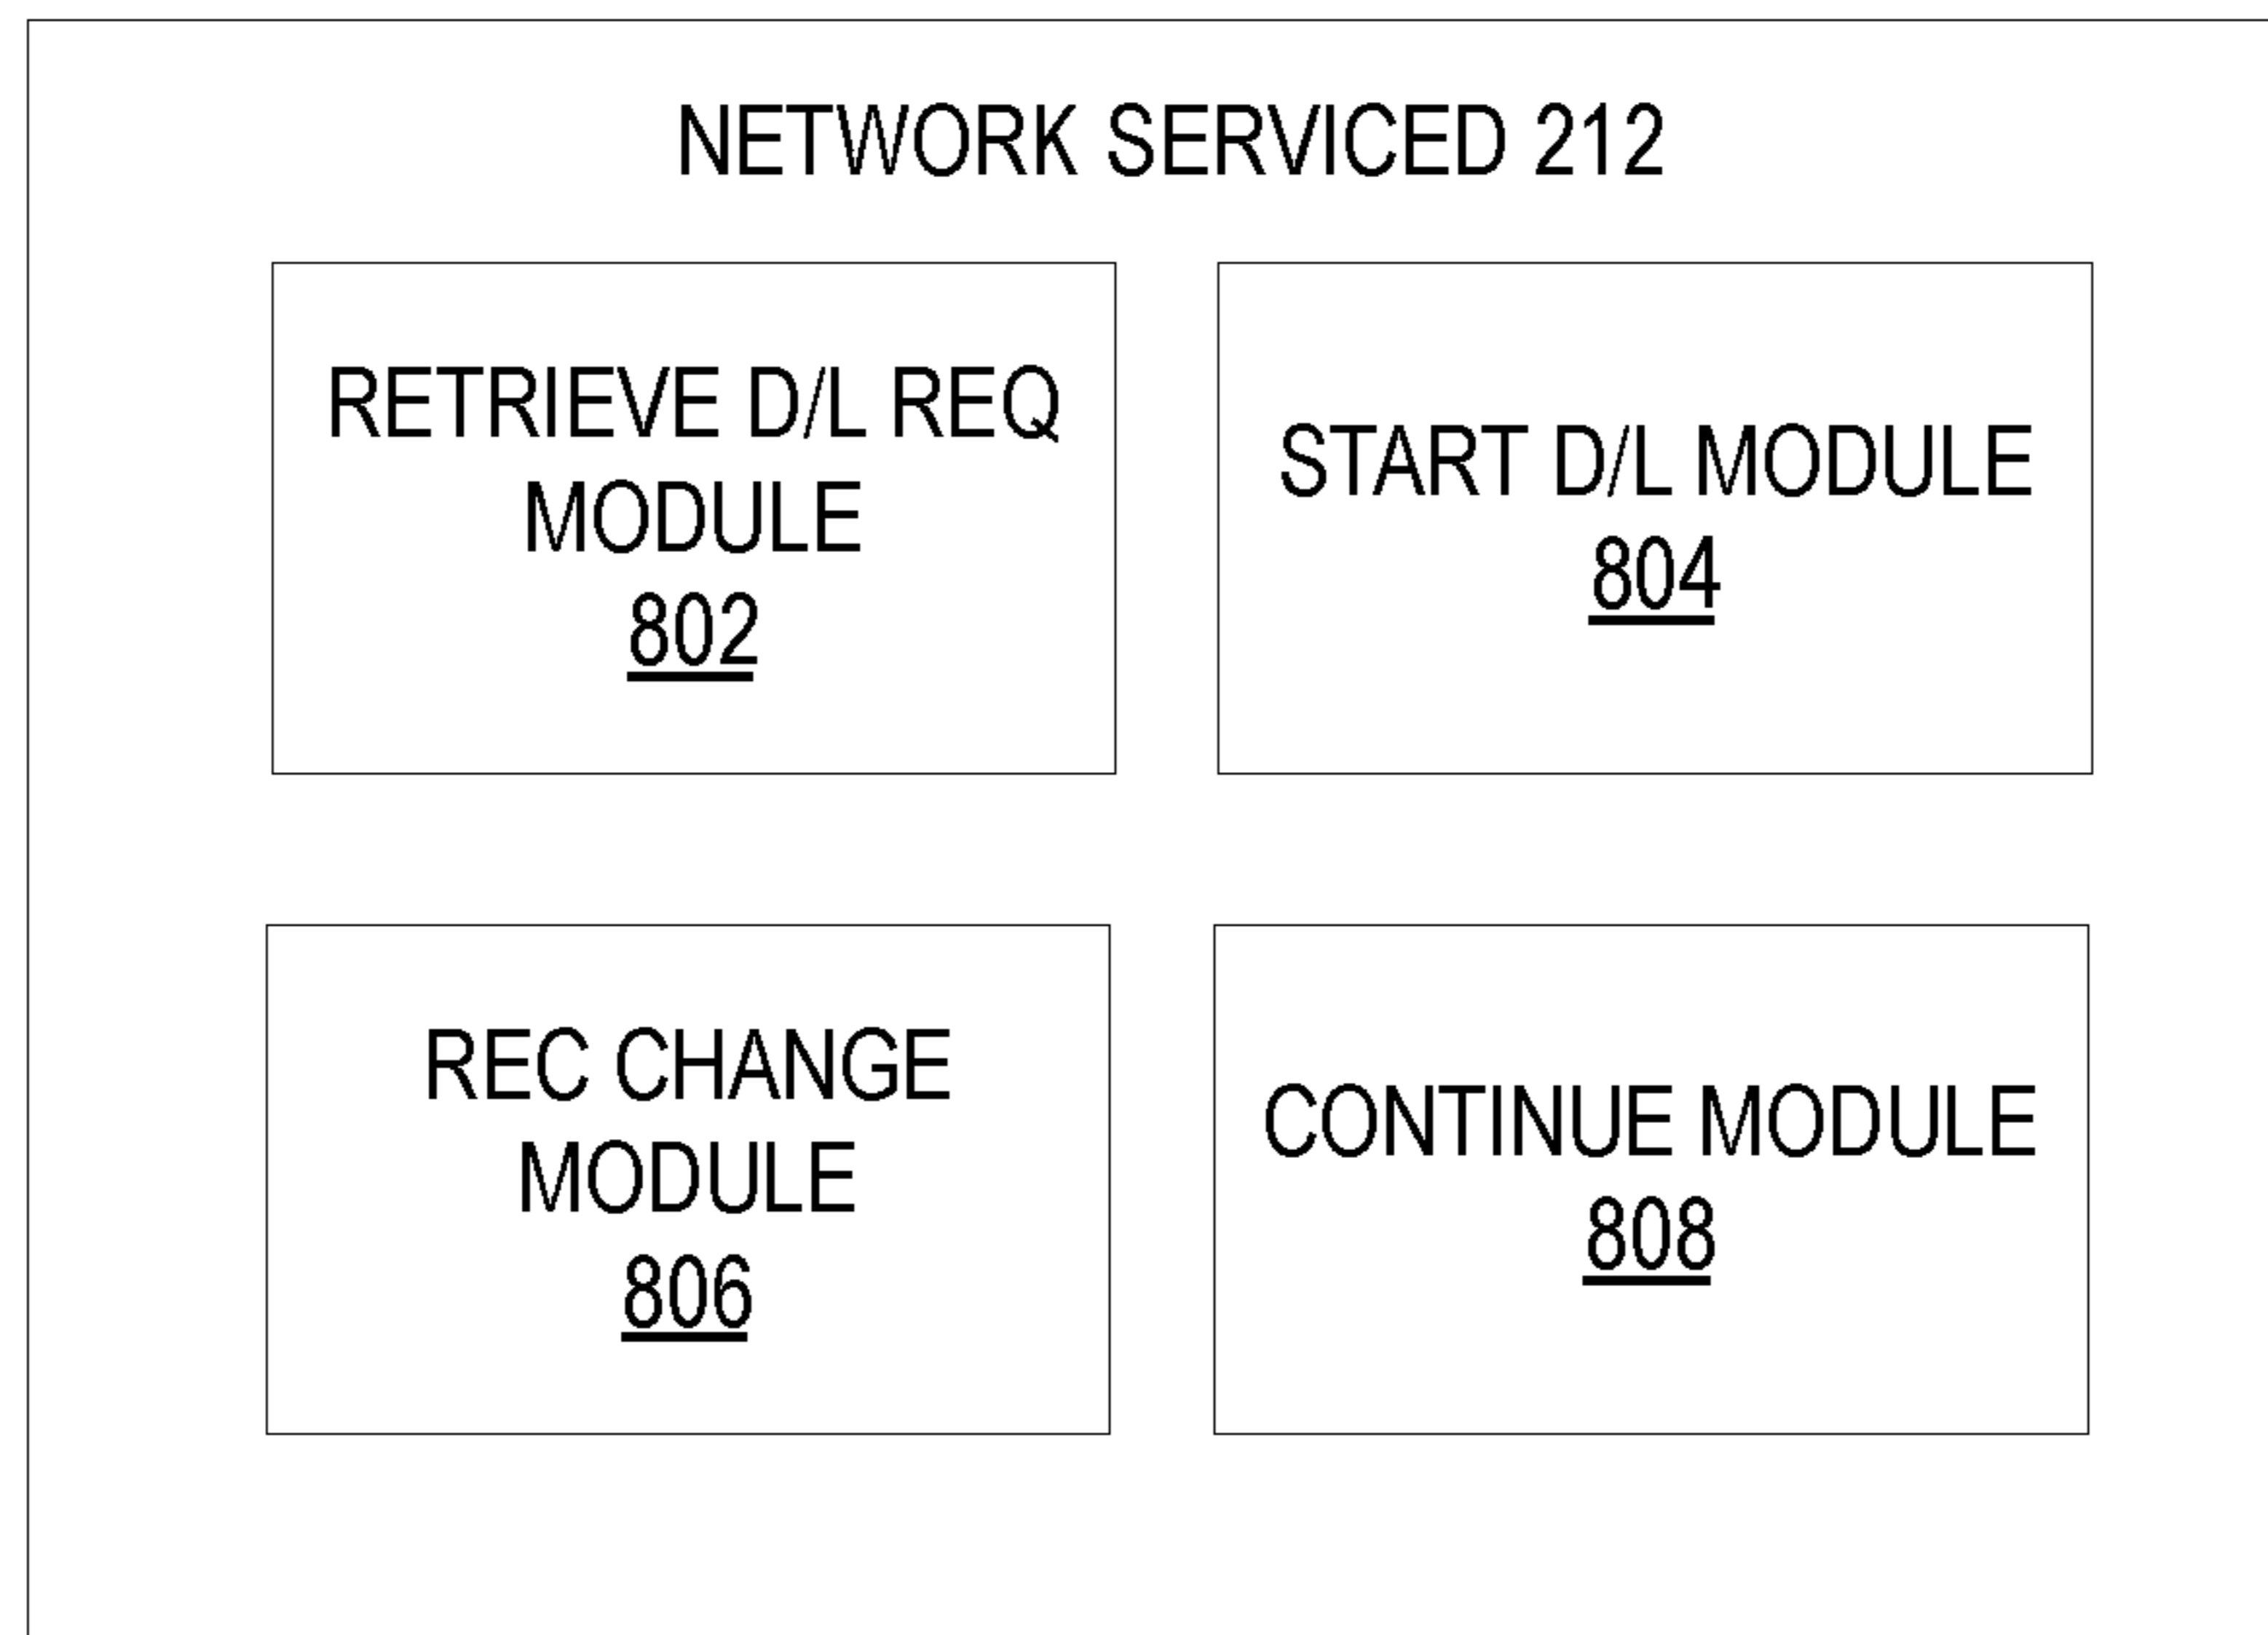 NETWORK SERVICED 212
RETRIEVE D/L REQ
MODULE
802
START D/L MODULE
804
REC CHANGE
MODULE
806
CONTINUE MODULE
808